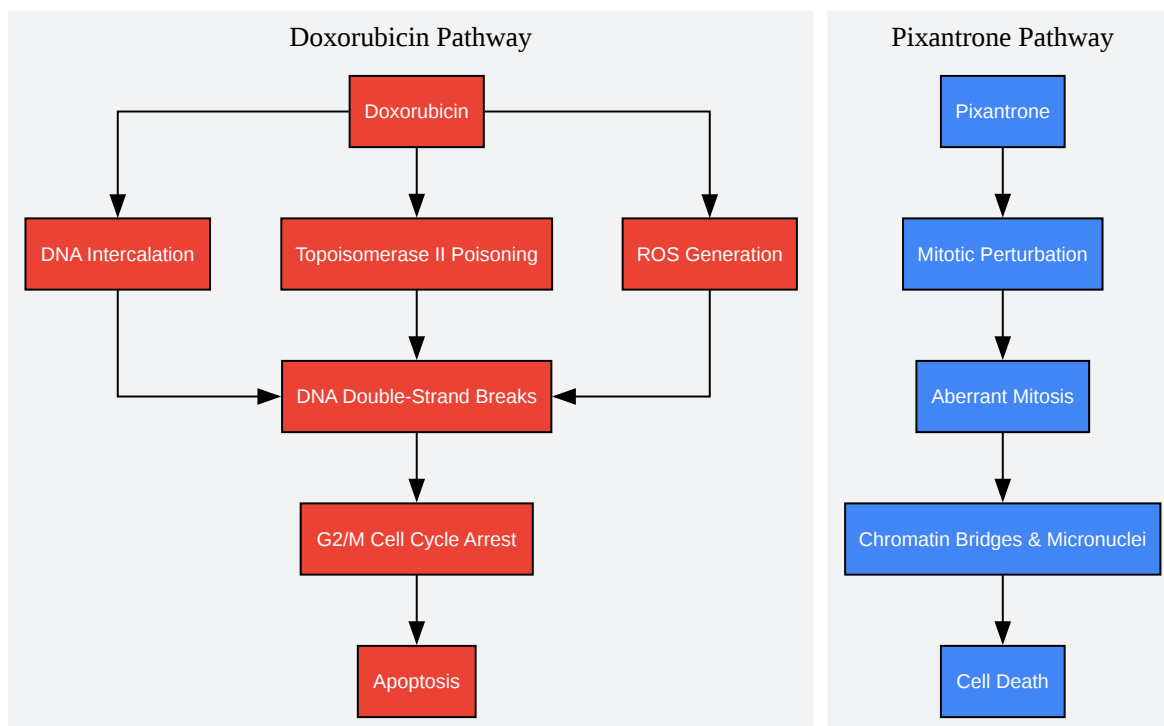 Doxorubicin Pathway
Doxorubicin
DNA Intercalation
Topoisomerase II Poisoning
ROS Generation
DNA Double-Strand Breaks
G2/M Cell Cycle Arrest
Apoptosis
Pixantrone Pathway
Pixantrone
Mitotic Perturbation
Aberrant Mitosis
Chromatin Bridges & Micronuclei
Cell Death